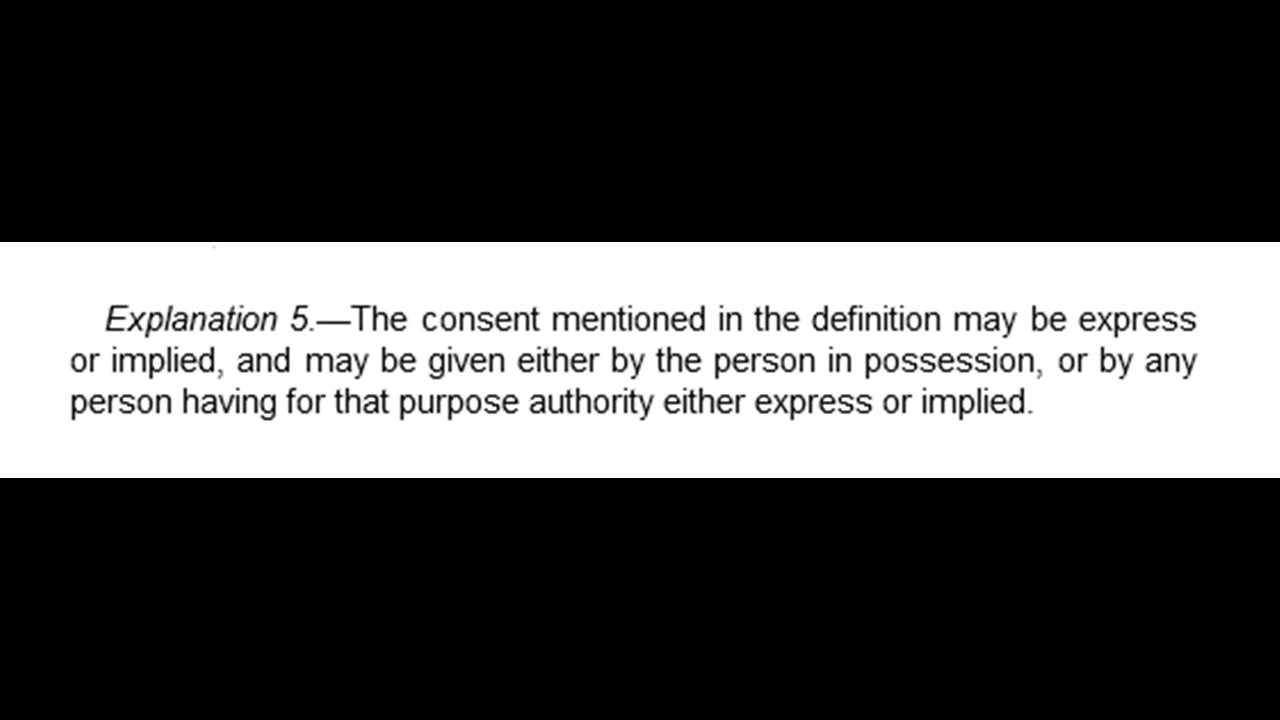 Explanation 5.—The consent mentioned in the definition may be express
or implied, and may be given either by the person in possession, or by any
person having for that purpose authority either express or implied.